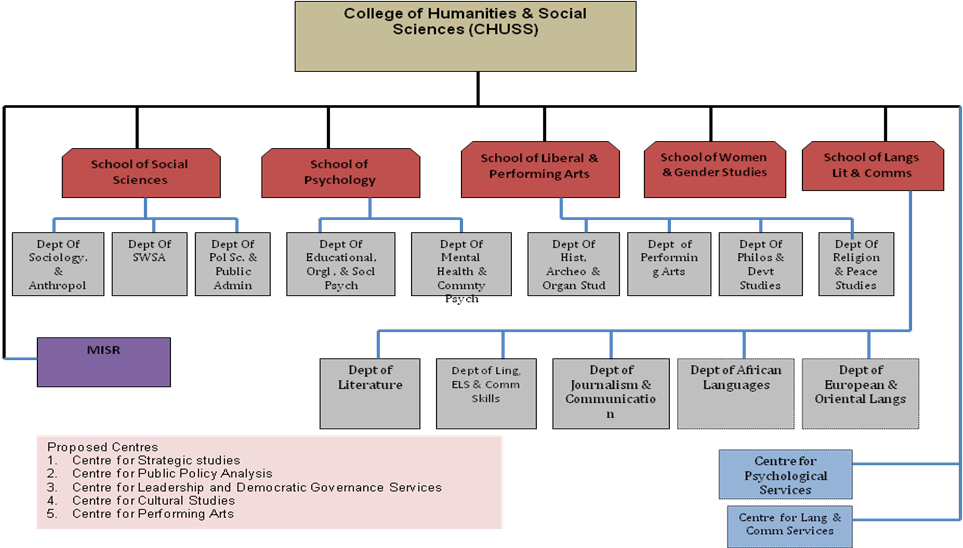 College of Humanities & Social
Sciences (CHUSS)
School of Social
Sciences
School of
Psychology
School of Liberal &
Performing Arts
School of Women
& Gender Studies
School of Langs
Lit & Comms
Dept Of
Sociology,
&
Anthropol
Dept Of
SWSA
Dept Of
Pol Sc. &
Public
Admin
Dept Of
Educational,
Orgl, & Socl
Psych
Dept Of
Mental
Health &
Commty
Psych
Dept Of
Hist,
Archeo &
Organ Stud
Dept of
Performin
g Arts
Dept Of
Philos &
Devt
Studies
Dept Of
Religion
& Peace
Studies
MISR
Dept of
Literature
Dept of Ling,
ELS & Comm
Skills
Dept of
Journalism &
Communicatio
n
Dept of African
Languages
Dept of
European &
Oriental Langs
Proposed Centres
1. Centre for Strategic studies
2. Centre for Public Policy Analysis
3. Centre for Leadership and Democratic Governance Services
4. Centre for Cultural Studies
5. Centre for Performing Arts
Centre for
Psychological
Services
Centre for Lang &
Comm Services